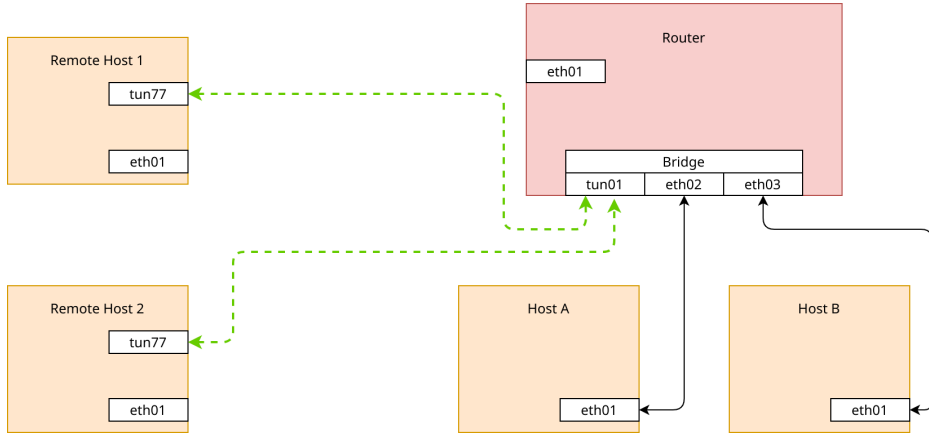 Router
Remote Host 1
eth01
tun77
eth01
Bridge
tun01 eth02 eth03
Remote Host 2
tun77
eth01
Host A
eth01
Host B
eth01